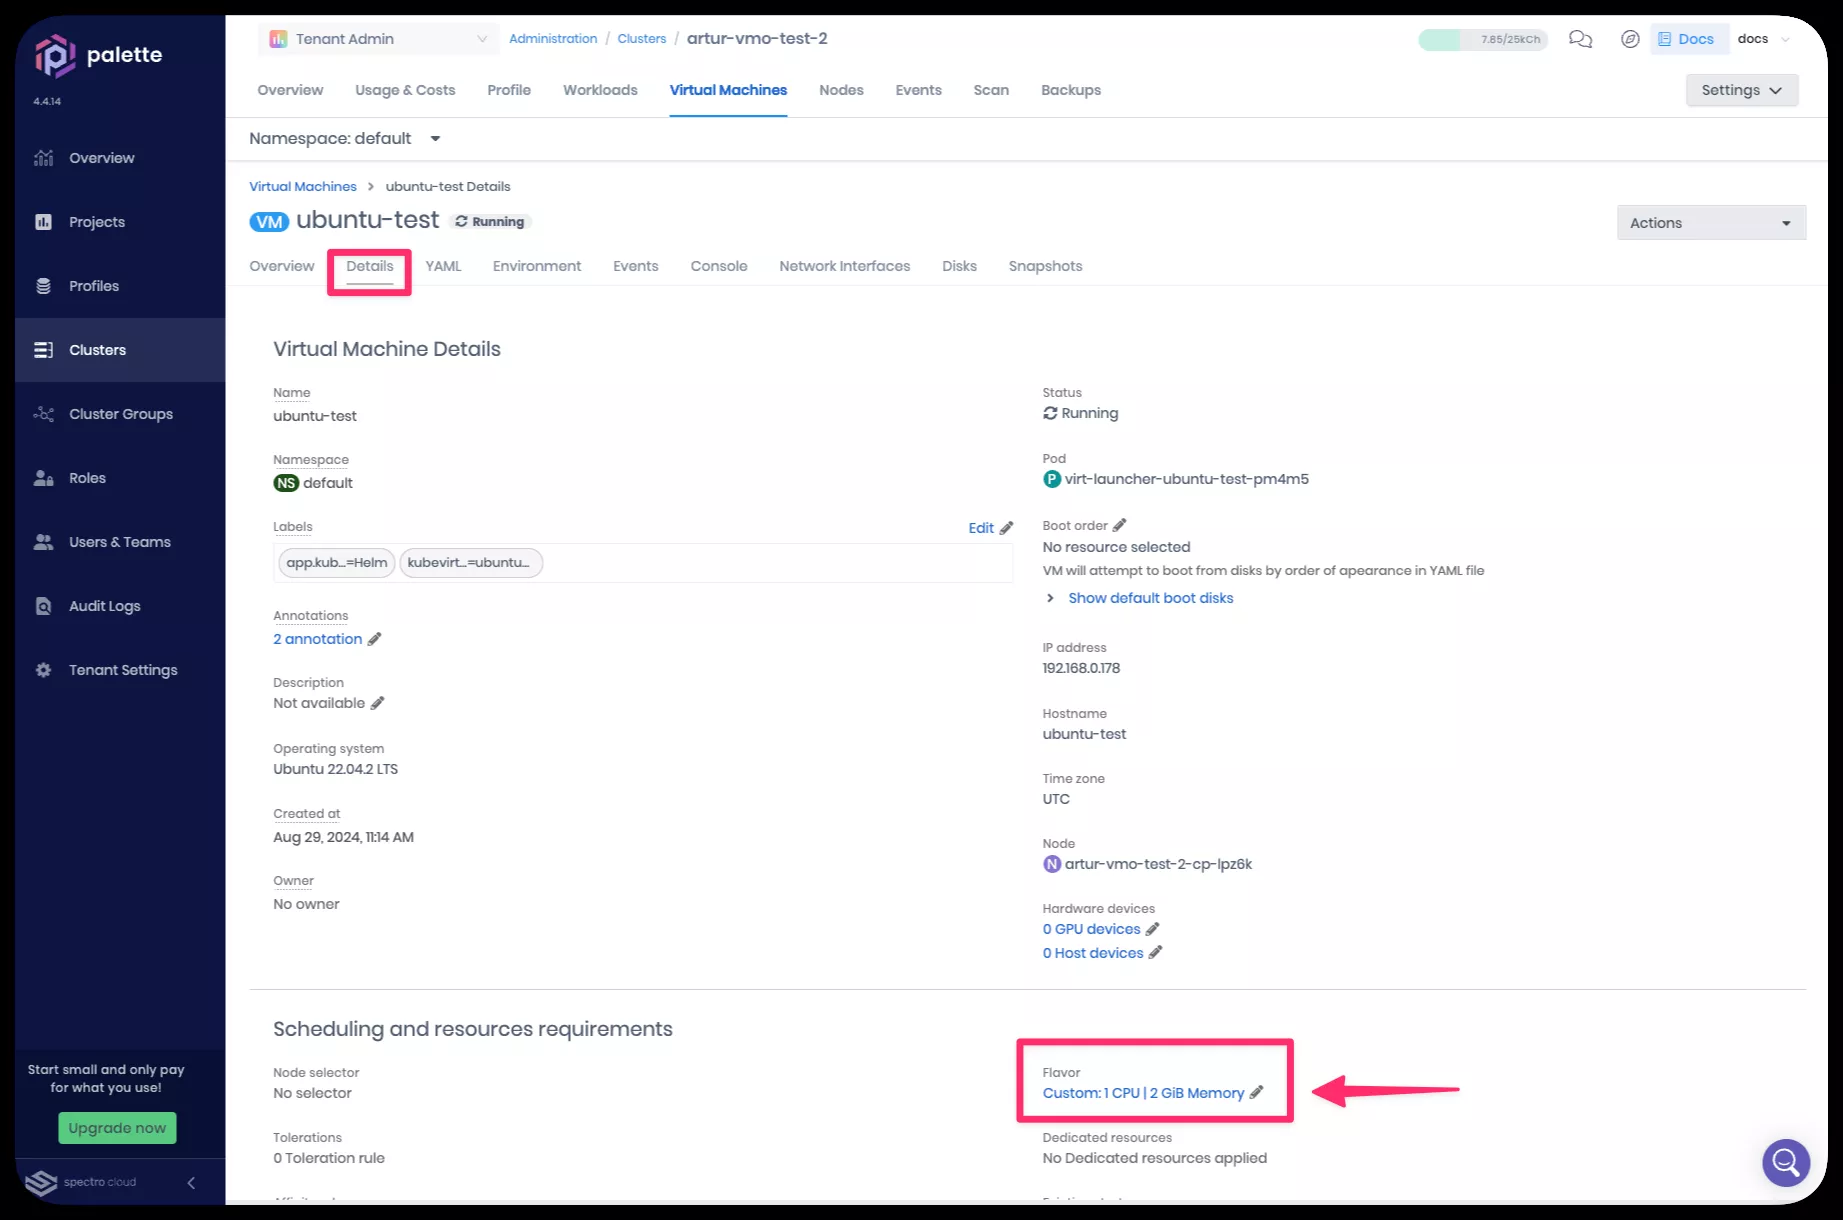 palette
4.4.14
Overview
Projects
Profiles
Clusters
Cluster Groups
Roles
Users & Teams
Audit Logs
Tenant Settings
Start small and only pay
for what you use!
Upgrade now
spectro cloud
Tenant Admin
Administration / Clusters / artur-vmo-test-2
7.85/25kCh
Docs
docs
Overview Usage & Costs Profile Workloads Virtual Machines Nodes Events Scan Backups
Settings
Namespace: default
Virtual Machines > ubuntu-test Details
VM ubuntu-test Running
Actions
Overview Details YAML Environment Events Console Network Interfaces Disks Snapshots
Virtual Machine Details
Name
ubuntu-test
Namespace
NS default
Labels
Edit
app.kub...=Helm kubevirt...=ubuntu...
Annotations
2 annotation
Description
Not available
Operating system
Ubuntu 22.04.2 LTS
Created at
Aug 29, 2024, 11:14 AM
Owner
No owner
Status
Running
Pod
P virt-launcher-ubuntu-test-pm4m5
Boot order
No resource selected
VM will attempt to boot from disks by order of apearance in YAML file
Show default boot disks
IP address
192.168.0.178
Hostname
ubuntu-test
Time zone
UTC
Node
N artur-vmo-test-2-cp-lpz6k
Hardware devices
0 GPU devices
0 Host devices
Scheduling and resources requirements
Node selector
No selector
Tolerations
0 Toleration rule
Flavor
Custom: 1 CPU | 2 GiB Memory
Dedicated resources
No Dedicated resources applied